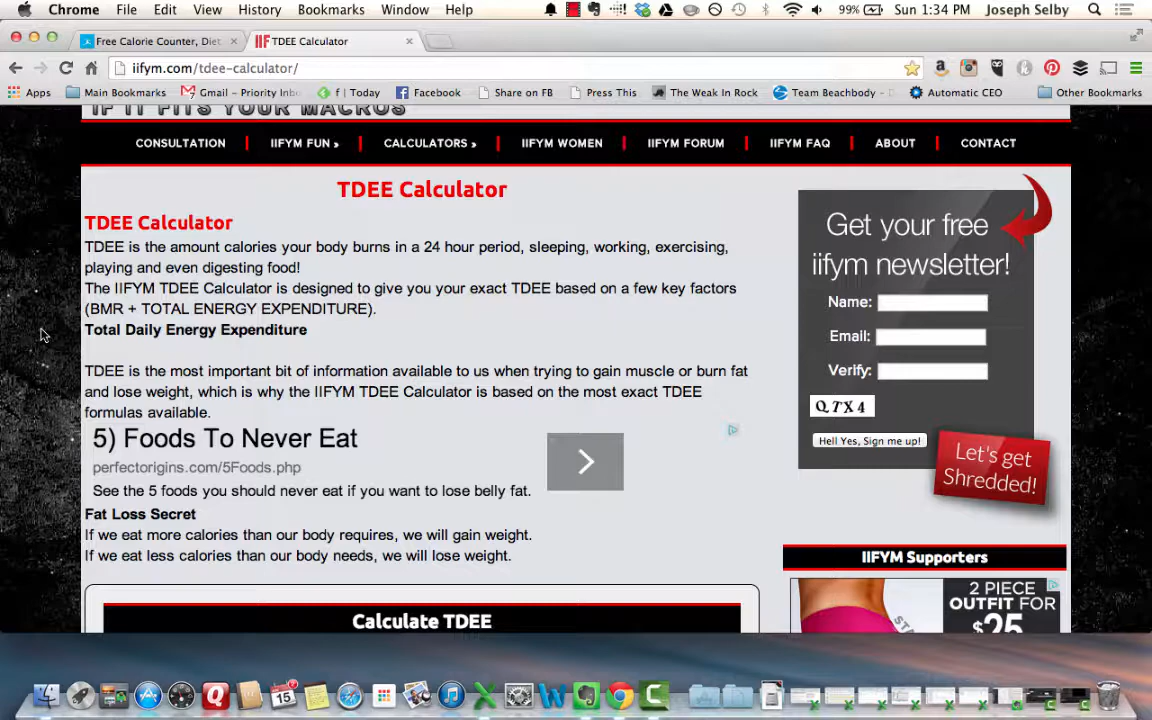 Chrome File Edit View History Bookmarks Window Help 99% Sun 1:34 PM Joseph Selby
Free Calorie Counter, Diet
IIF TDEE Calculator
iifym.com/tdee-calculator/
Apps Main Bookmarks Gmail – Priority Inbo f | Today Facebook Share on FB Press This The Weak In Rock Team Beachbody - Automatic CEO Other Bookmarks
IF IT FITS YOUR MACROS
CONSULTATION IIFYM FUN » CALCULATORS » IIFYM WOMEN IIFYM FORUM IIFYM FAQ ABOUT CONTACT
TDEE Calculator
TDEE Calculator
TDEE is the amount calories your body burns in a 24 hour period, sleeping, working, exercising,
playing and even digesting food!
The IIFYM TDEE Calculator is designed to give you your exact TDEE based on a few key factors
(BMR + TOTAL ENERGY EXPENDITURE).
Total Daily Energy Expenditure
TDEE is the most important bit of information available to us when trying to gain muscle or burn fat
and lose weight, which is why the IIFYM TDEE Calculator is based on the most exact TDEE
formulas available.
5) Foods To Never Eat
perfectorigins.com/5Foods.php
See the 5 foods you should never eat if you want to lose belly fat.
Fat Loss Secret
If we eat more calories than our body requires, we will gain weight.
If we eat less calories than our body needs, we will lose weight.
Calculate TDEE
Get your free
iifym newsletter!
Name:
Email:
Verify:
QTX4
Hell Yes, Sign me up!
Let's get
Shredded!
IIFYM Supporters
2 PIECE
OUTFIT FOR
$25
15